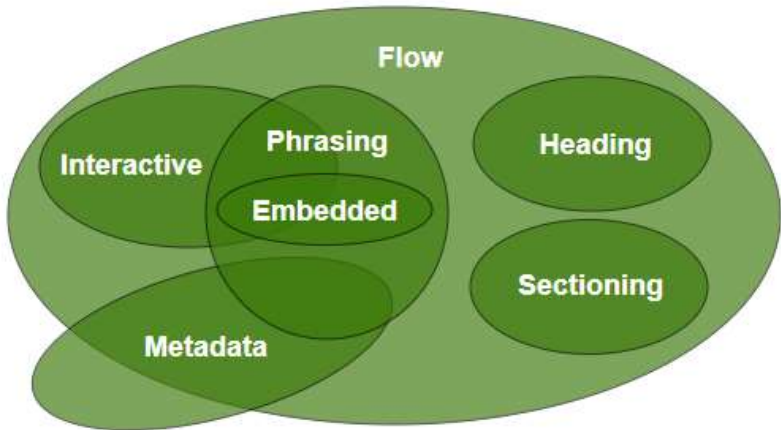 Flow
Phrasing
Heading
Interactive
Embedded
Sectioning
Metadata